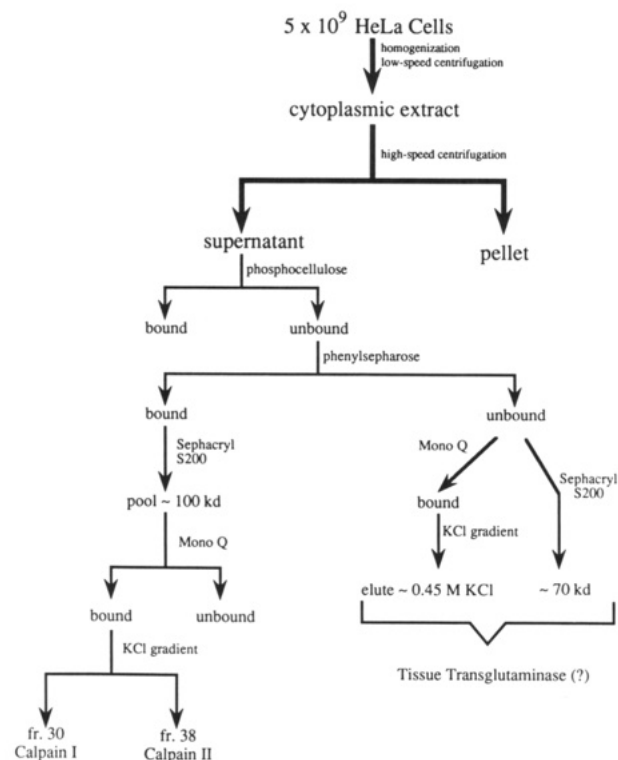 5 x 10⁹ HeLa Cells
homogenization
low-speed centrifugation
cytoplasmic extract
high-speed centrifugation
supernatant
pellet
phosphocellulose
bound
unbound
phenylsepharose
bound
unbound
Sephacryl
S200
Mono Q
Sephacryl
S200
pool ~ 100 kd
bound
Mono Q
KCl gradient
elute ~ 0.45 M KCl
~ 70 kd
bound
unbound
KCl gradient
Tissue Transglutaminase (?)
fr. 30
Calpain I
fr. 38
Calpain II